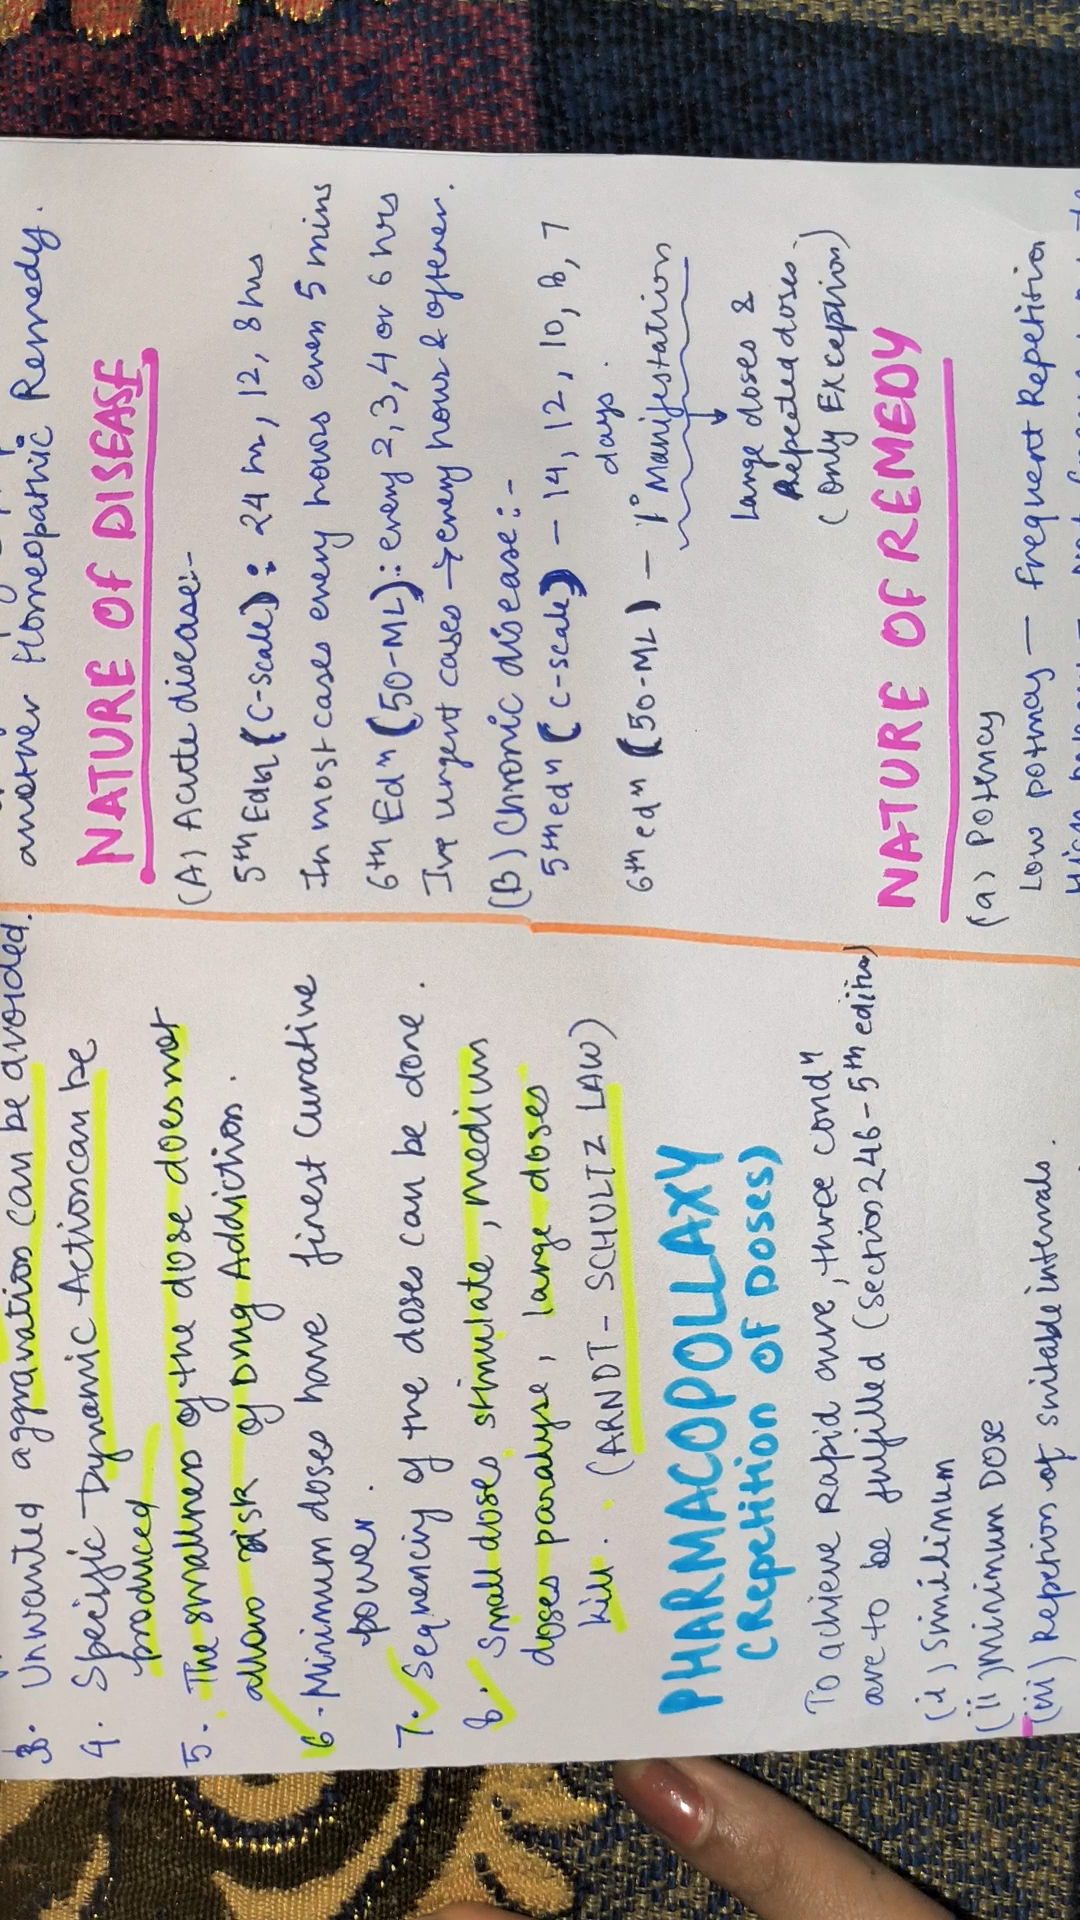 3. Unwanted aggravation can be avoided.
4. Specific Dynamic Action can be
produced
5. The smallness of the dose does not
allow risk of Drug Addiction.
6. Minimum doses have finest curative
power.
7. Sequencing of the doses can be done.
8. Small doses stimulate, medium
doses paralyse, large doses
kill. (ARNDT-SCHULTZ LAW)
PHARMACOPOLLAXY
(Repetition OF DOSES)
To achieve Rapid cure, three condⁿ
are to be fulfilled (Section 246-5th edition)
(i) Similimum
(ii) Minimum Dose
(iii) Repetion of suitable intervals.
another Homeopathic Remedy.
NATURE OF DISEASE
(A) Acute disease:-
5th Edn (C-scale): 24 hr, 12, 8 hrs
In most cases every hours even 5 mins
6th Edⁿ (50-ML): every 2, 3, 4 or 6 hrs
urgent cases → every hour & oftener.
(B) Chronic disease:-
5th edⁿ (C-scale) - 14, 12, 10, 8, 7
days.
6th edⁿ (50-ML) - 1° Manifestation
Large doses &
Repeated doses.
(only Exception)
NATURE OF REMEDY
(a) Potency
Low potency - frequent Repetition